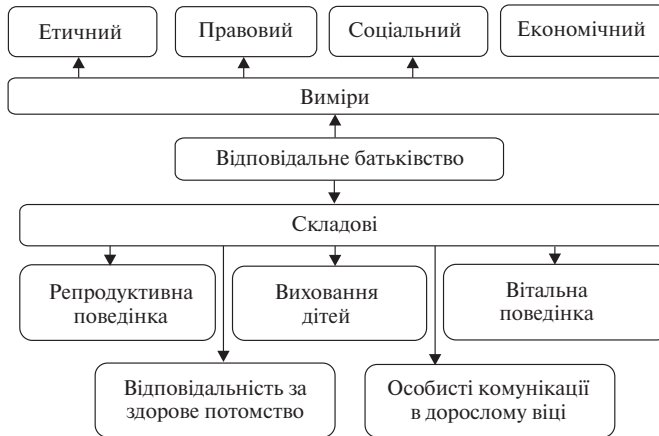 Етичний
Правовий
Соціальний
Економічний
Виміри
Відповідальне батьківство
Складові
Репродуктивна
поведінка
Виховання
дітей
Вітальна
поведінка
Відповідальність за
здорове потомство
Особисті комунікації
в дорослому віці